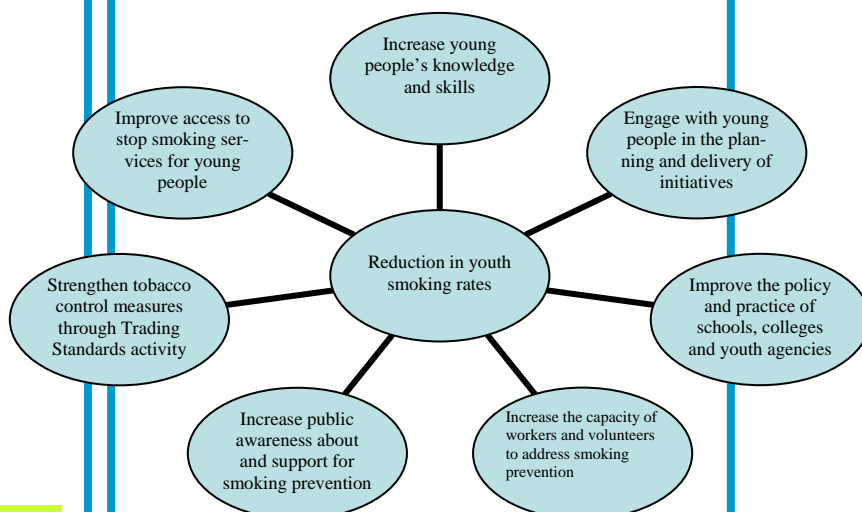 Increase young
people's knowledge
and skills
Improve access to
stop smoking ser-
vices for young
people
Engage with young
people in the plan-
ning and delivery of
initiatives
Reduction in youth
smoking rates
Strengthen tobacco
control measures
through Trading
Standards activity
Improve the policy
and practice of
schools, colleges
and youth agencies
Increase public
awareness about
and support for
smoking prevention
Increase the capacity of
workers and volunteers
to address smoking
prevention